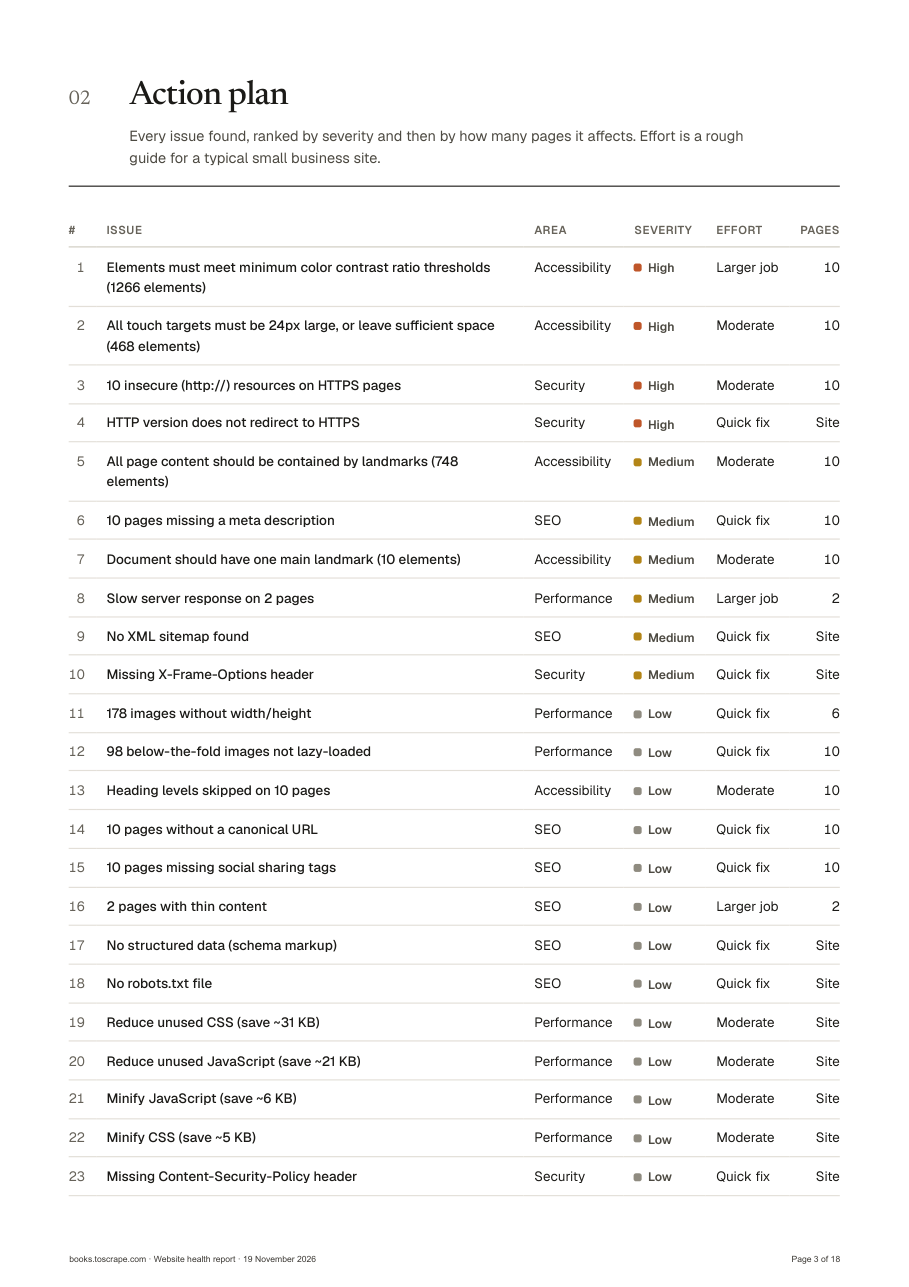 02 Action plan
Every issue found, ranked by severity and then by how many pages it affects. Effort is a rough
guide for a typical small business site.
# ISSUE AREA SEVERITY EFFORT PAGES
1 Elements must meet minimum color contrast ratio thresholds Accessibility High Larger job 10
(1266 elements)
2 All touch targets must be 24px large, or leave sufficient space Accessibility High Moderate 10
(468 elements)
3 10 insecure (http://) resources on HTTPS pages Security High Moderate 10
4 HTTP version does not redirect to HTTPS Security High Quick fix Site
5 All page content should be contained by landmarks (748 Accessibility Medium Moderate 10
elements)
6 10 pages missing a meta description SEO Medium Quick fix 10
7 Document should have one main landmark (10 elements) Accessibility Medium Moderate 10
8 Slow server response on 2 pages Performance Medium Larger job 2
9 No XML sitemap found SEO Medium Quick fix Site
10 Missing X-Frame-Options header Security Medium Quick fix Site
11 178 images without width/height Performance Low Quick fix 6
12 98 below-the-fold images not lazy-loaded Performance Low Quick fix 10
13 Heading levels skipped on 10 pages Accessibility Low Moderate 10
14 10 pages without a canonical URL SEO Low Quick fix 10
15 10 pages missing social sharing tags SEO Low Quick fix 10
16 2 pages with thin content SEO Low Larger job 2
17 No structured data (schema markup) SEO Low Quick fix Site
18 No robots.txt file SEO Low Quick fix Site
19 Reduce unused CSS (save ~31 KB) Performance Low Moderate Site
20 Reduce unused JavaScript (save ~21 KB) Performance Low Moderate Site
21 Minify JavaScript (save ~6 KB) Performance Low Moderate Site
22 Minify CSS (save ~5 KB) Performance Low Moderate Site
23 Missing Content-Security-Policy header Security Low Quick fix Site
books.toscrape.com · Website health report · 19 November 2026 Page 3 of 18